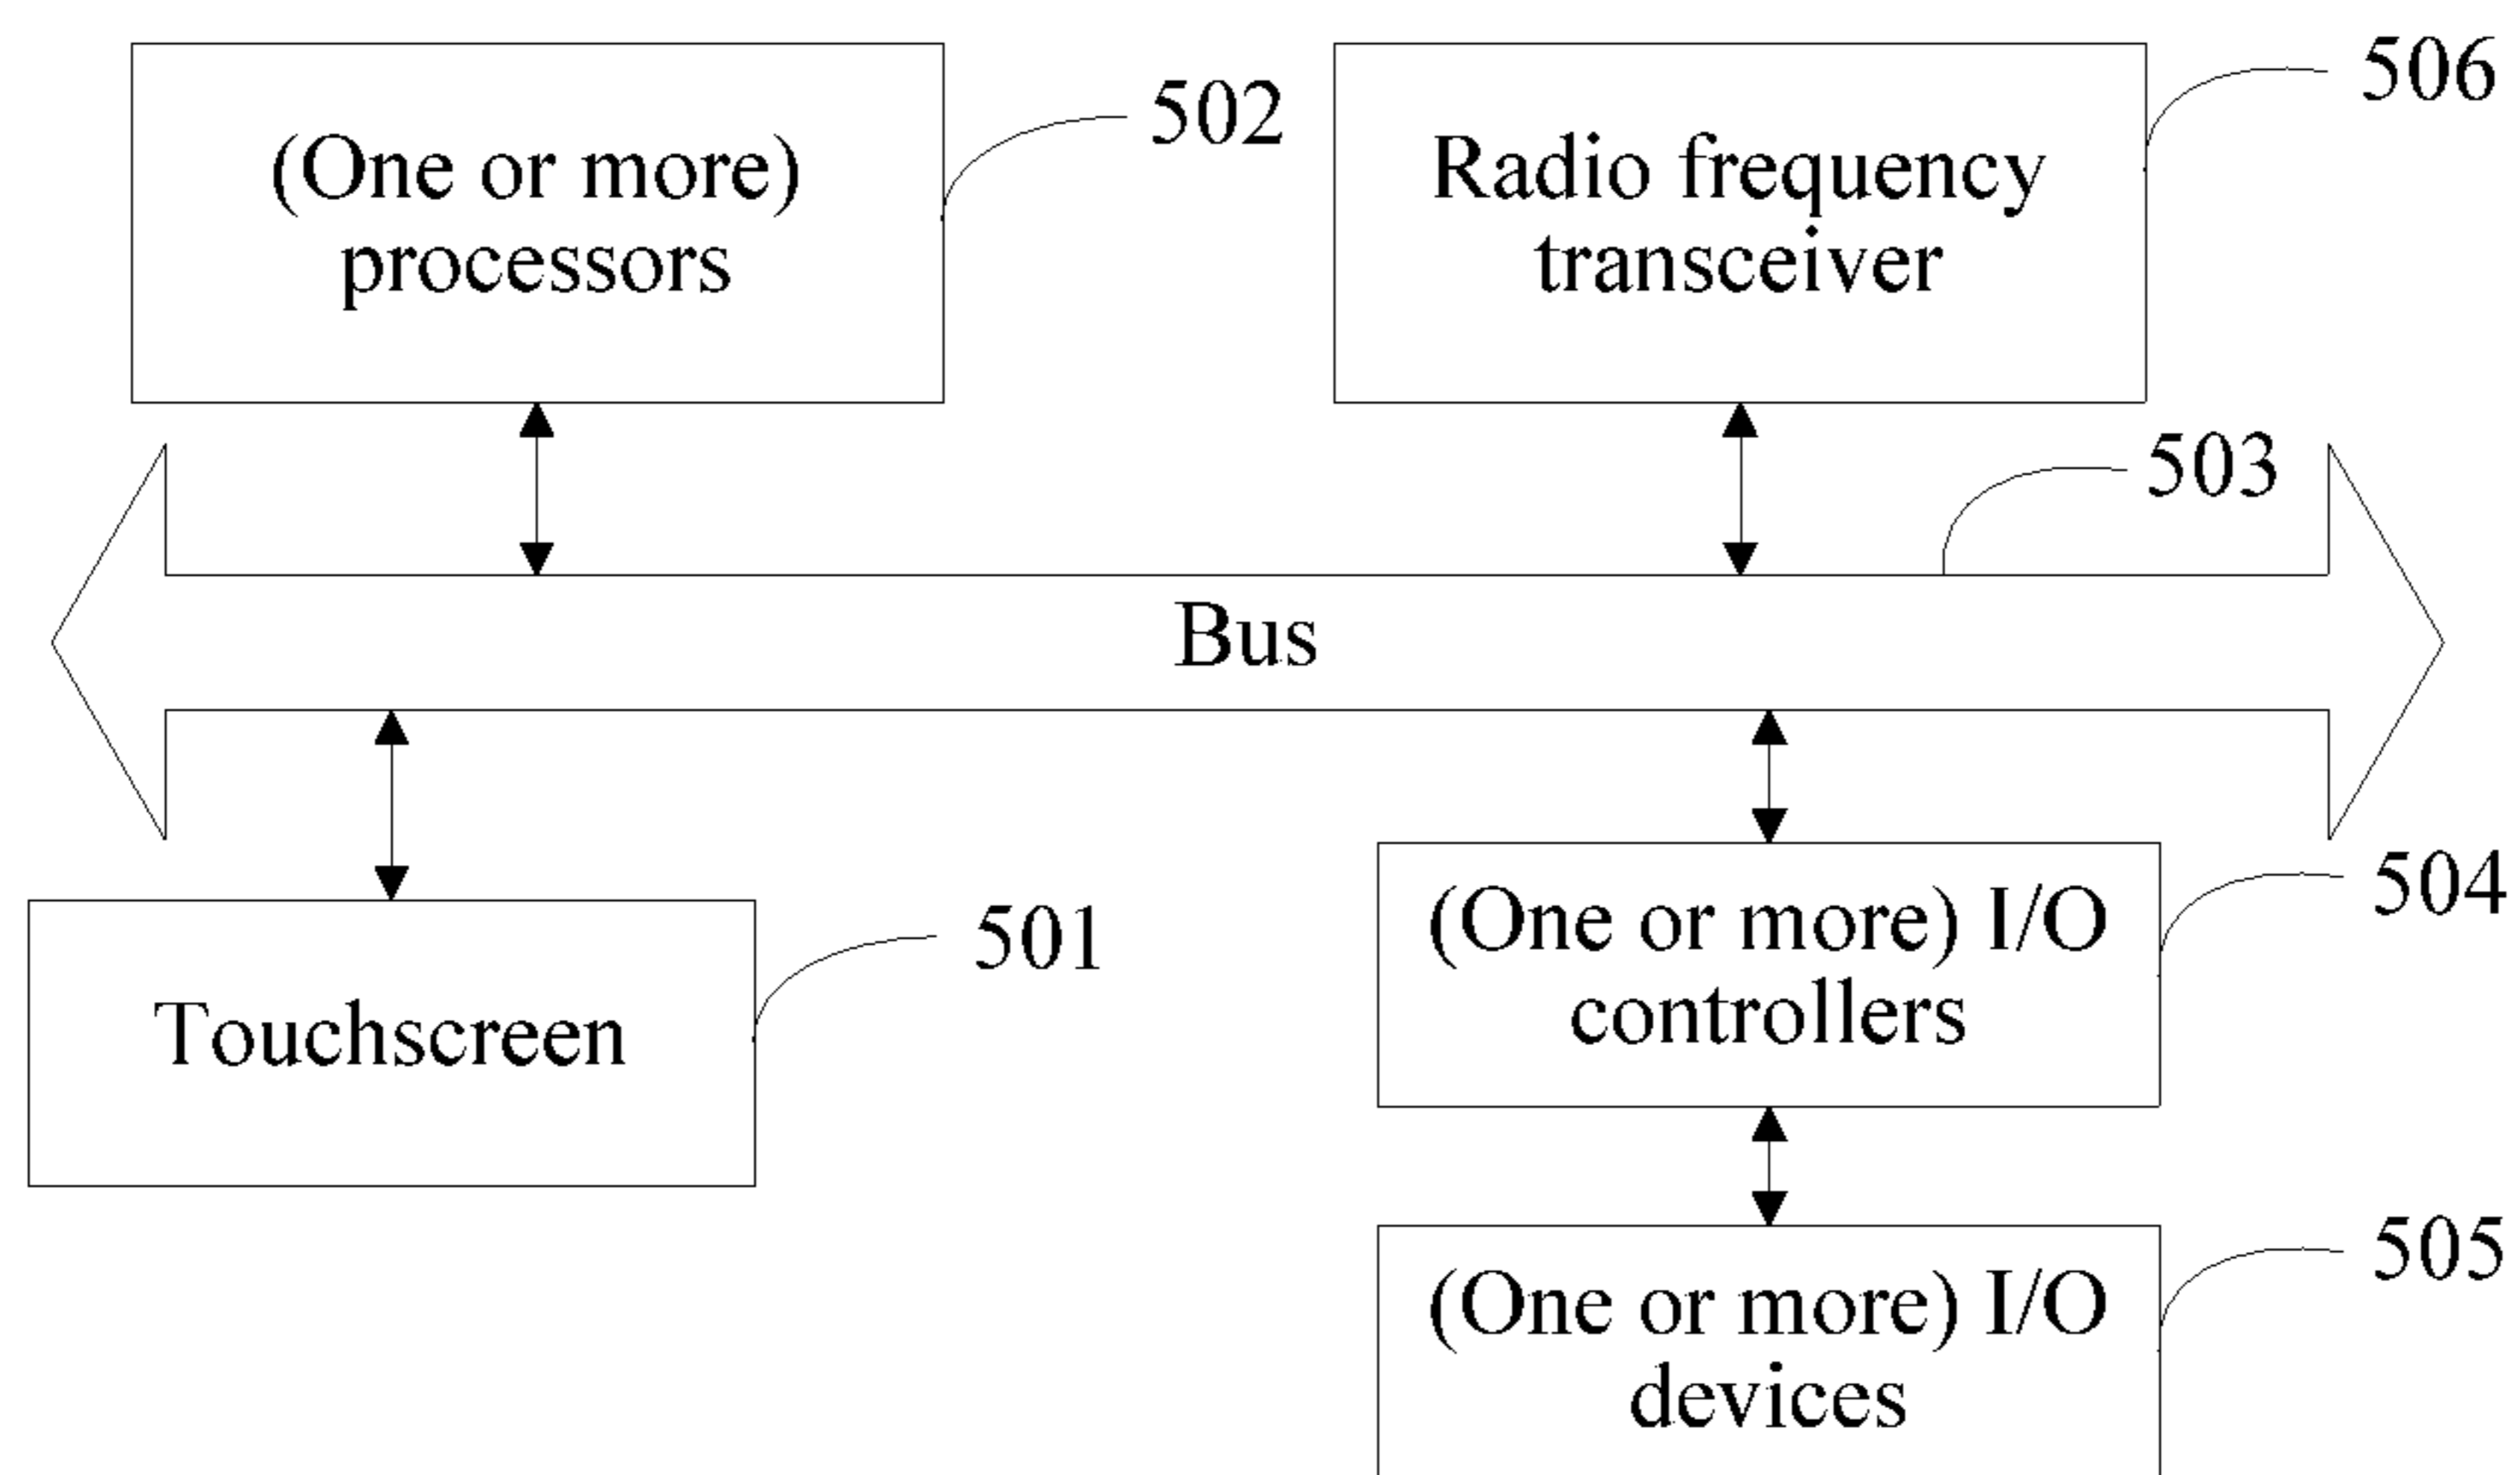 (One or more)
processors
502
Radio frequency
transceiver
506
503
Bus
Touchscreen
501
(One or more) I/O
controllers
504
(One or more) I/O
devices
505